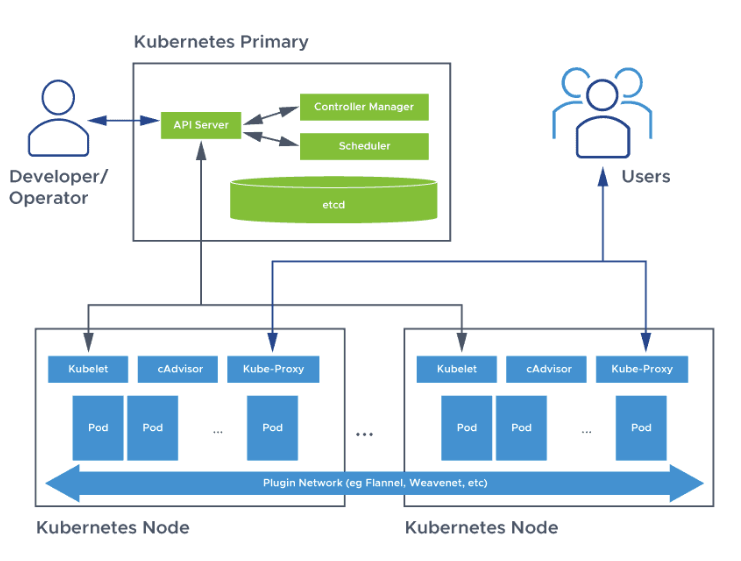 Kubernetes Primary
API Server
Controller Manager
Scheduler
etcd
Developer/
Operator
Users
Kubelet
cAdvisor
Kube-Proxy
Pod
Pod
...
Pod
...
Kubelet
cAdvisor
Kube-Proxy
Pod
Pod
...
Pod
Plugin Network (eg Flannel, Weavenet, etc)
Kubernetes Node
Kubernetes Node